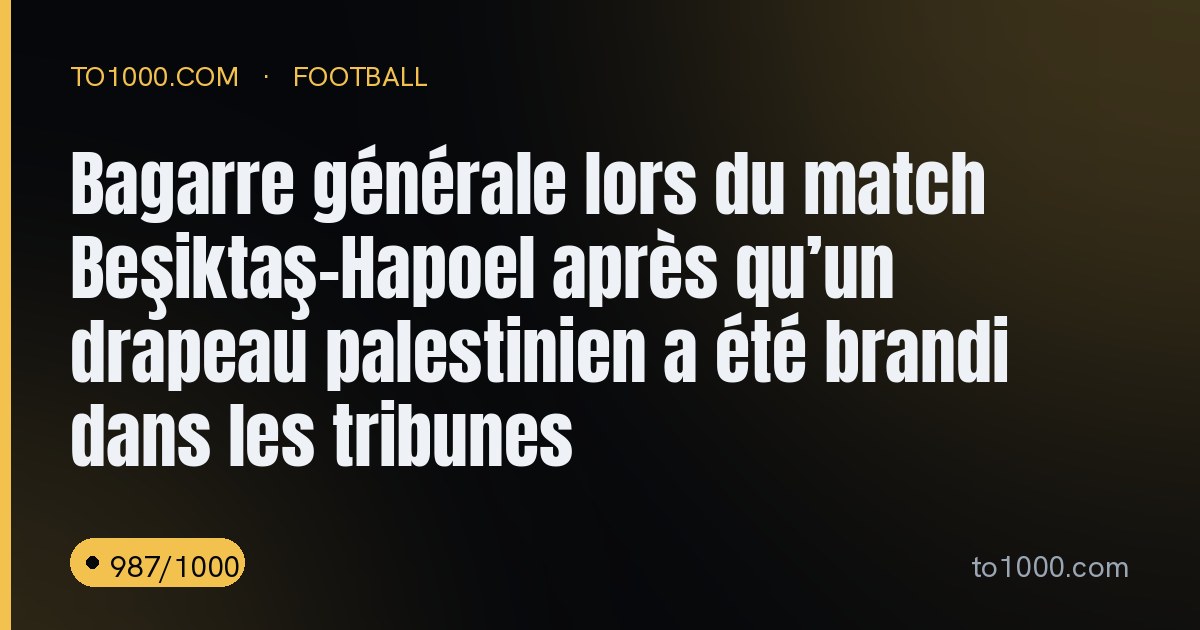 TO1000.COM · FOOTBALL
Bagarre générale lors du match
Beşiktaş-Hapoel après qu’un
drapeau palestinien a été brandi
dans les tribunes
987/1000
to1000.com